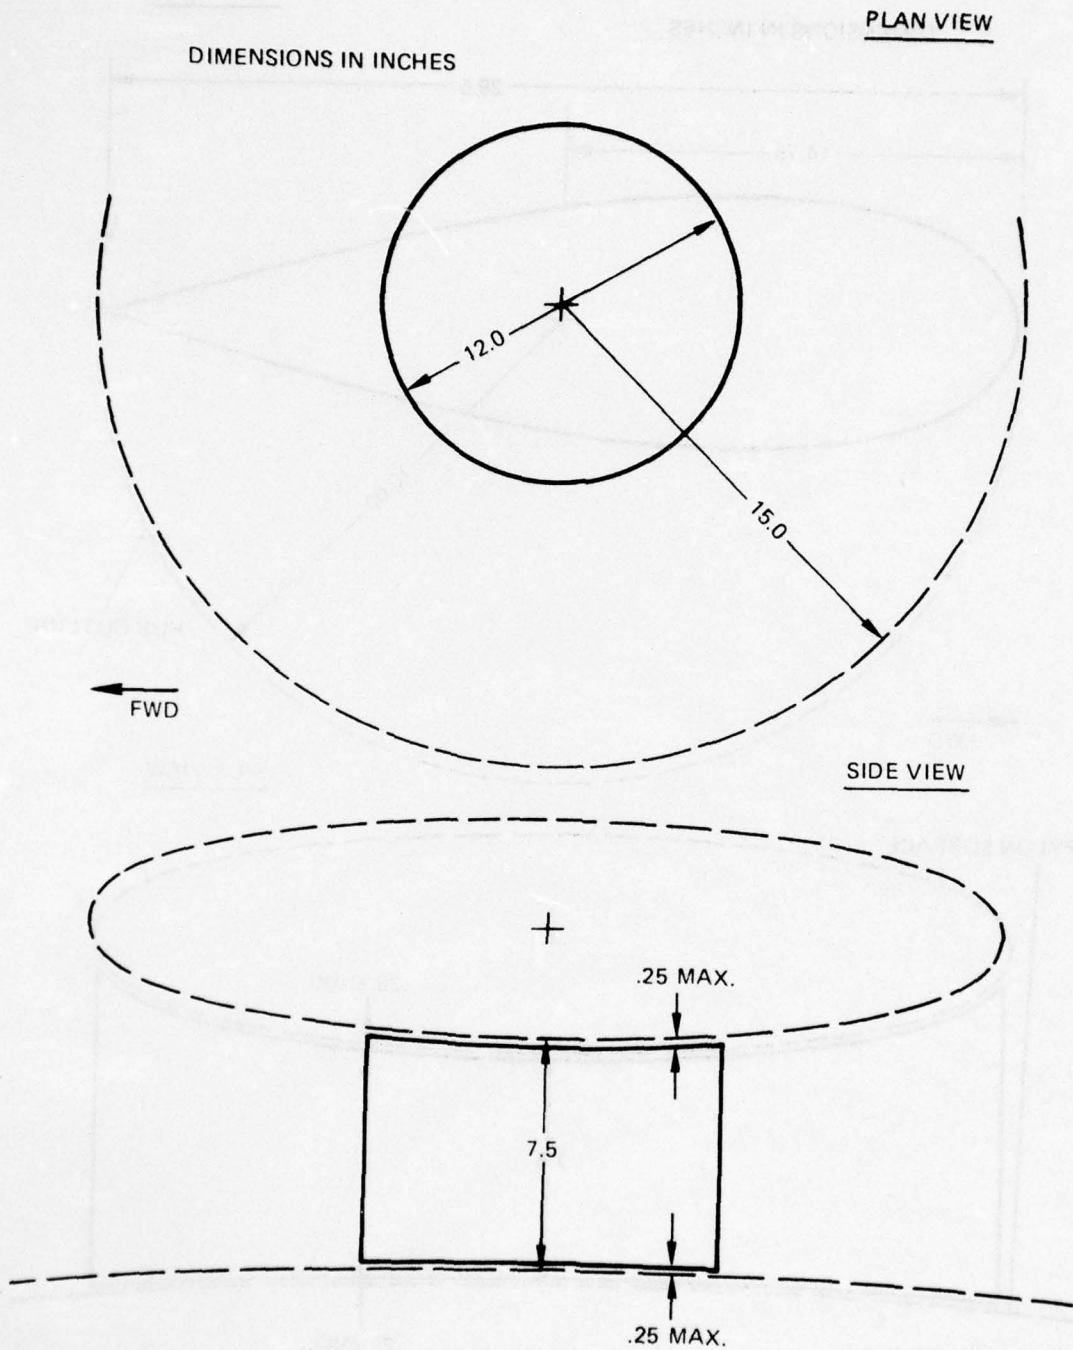 PLAN VIEW
DIMENSIONS IN INCHES
12.0
15.0
FWD
SIDE VIEW
.25 MAX.
7.5
.25 MAX.